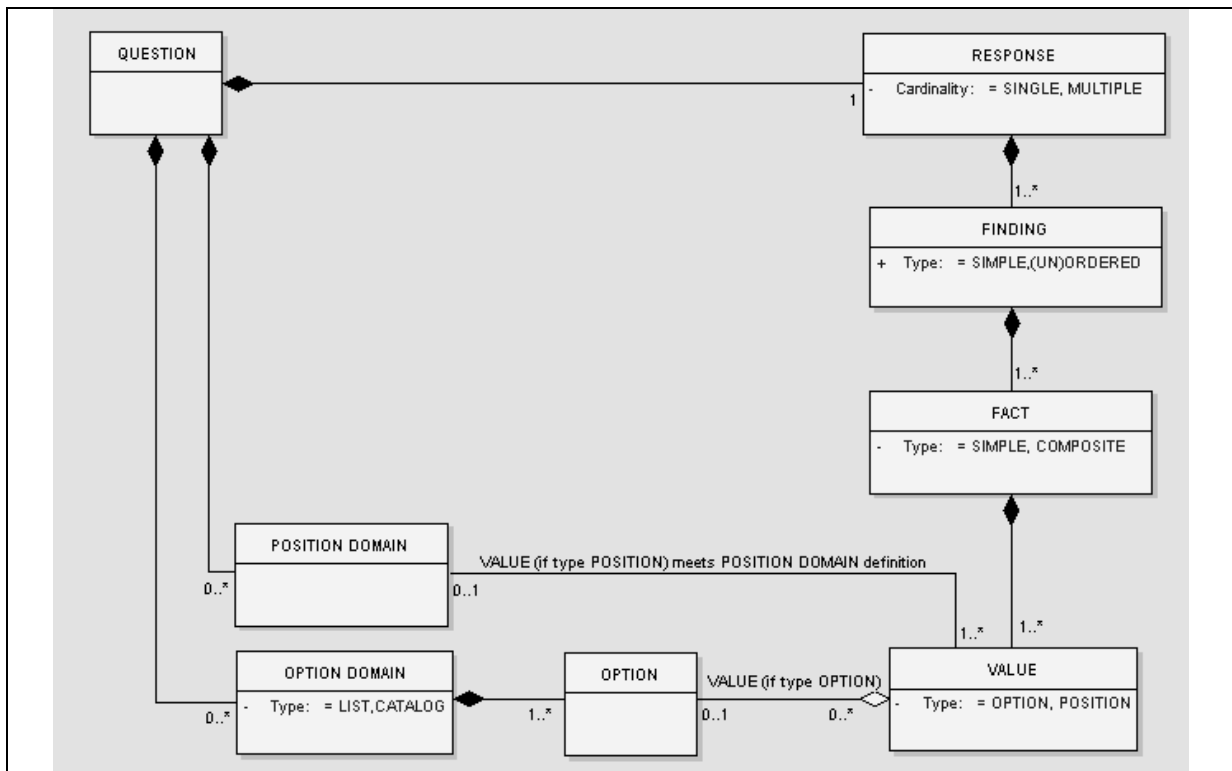 QUESTION
RESPONSE
- Cardinality: = SINGLE, MULTIPLE
1
1..*
FINDING
+ Type: = SIMPLE,(UN)ORDERED
1..*
FACT
- Type: = SIMPLE, COMPOSITE
POSITION DOMAIN
VALUE (if type POSITION) meets POSITION DOMAIN definition
0..*
0..1
1..*
1..*
OPTION DOMAIN
- Type: = LIST,CATALOG
0..*
1..*
OPTION
VALUE (if type OPTION)
0..1
0..*
VALUE
- Type: = OPTION, POSITION